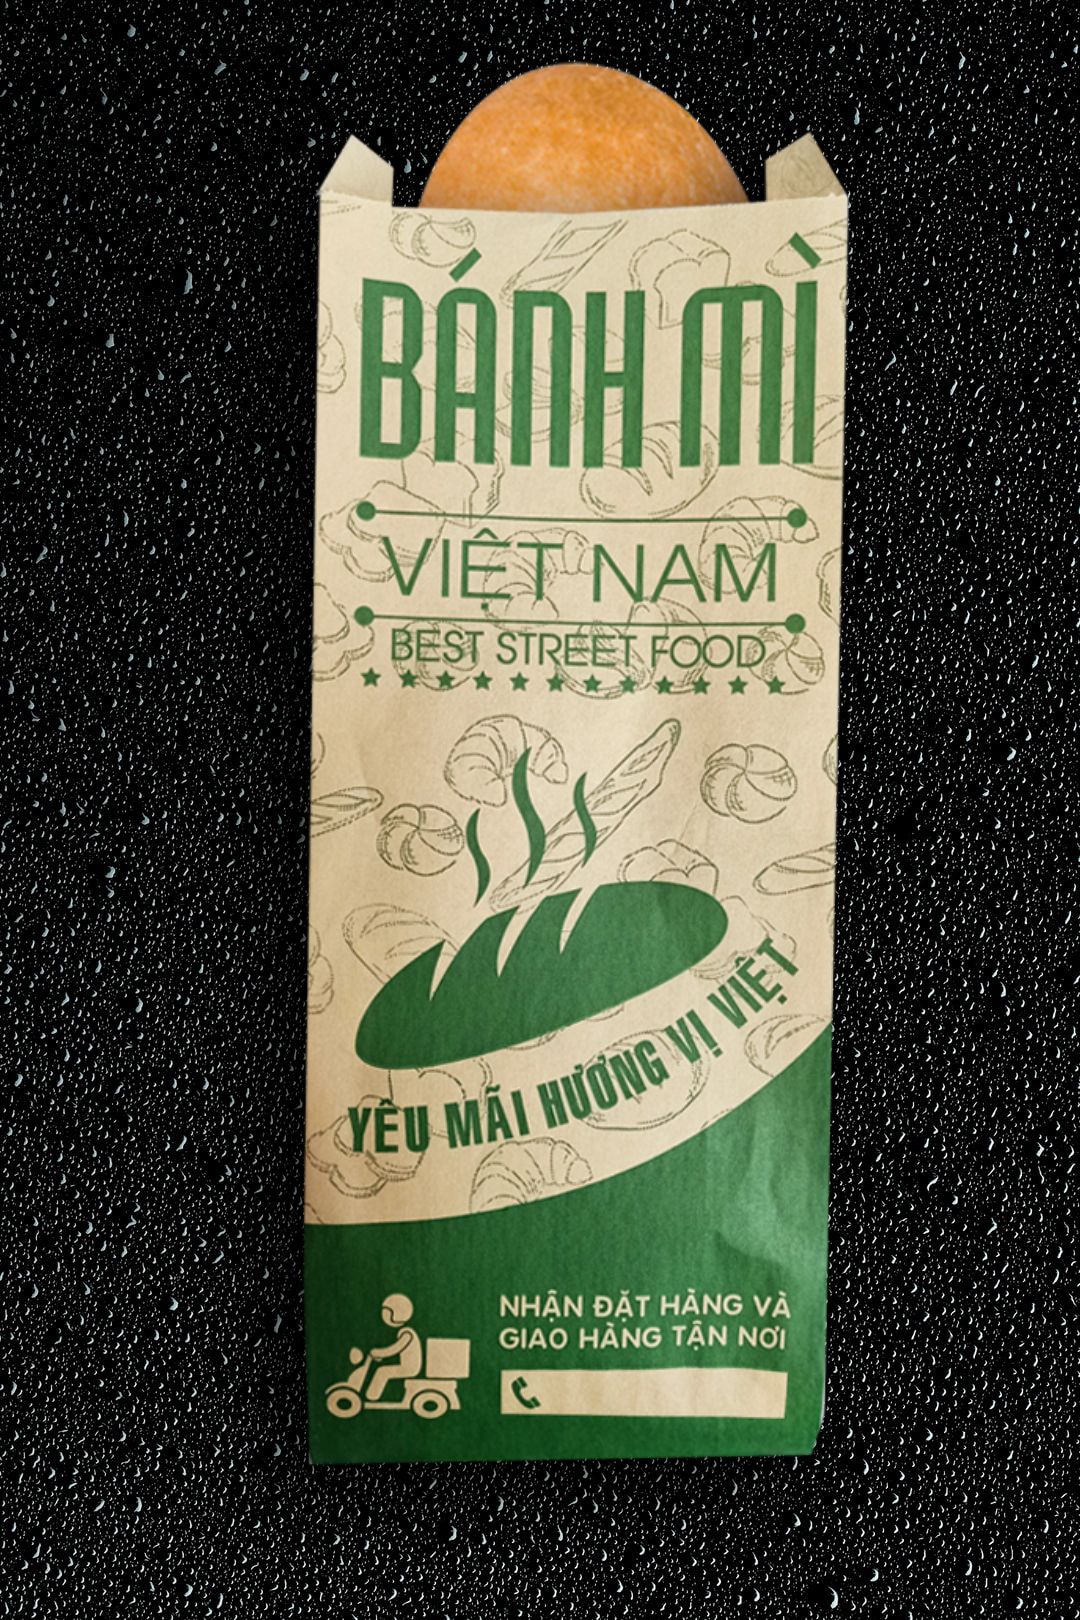 BÁNH MÌ
VIỆT NAM
BEST STREET FOOD
YÊU MÃI HƯƠNG VỊ VIỆT
NHẬN ĐẶT HÀNG VÀ
GIAO HÀNG TẬN NƠI